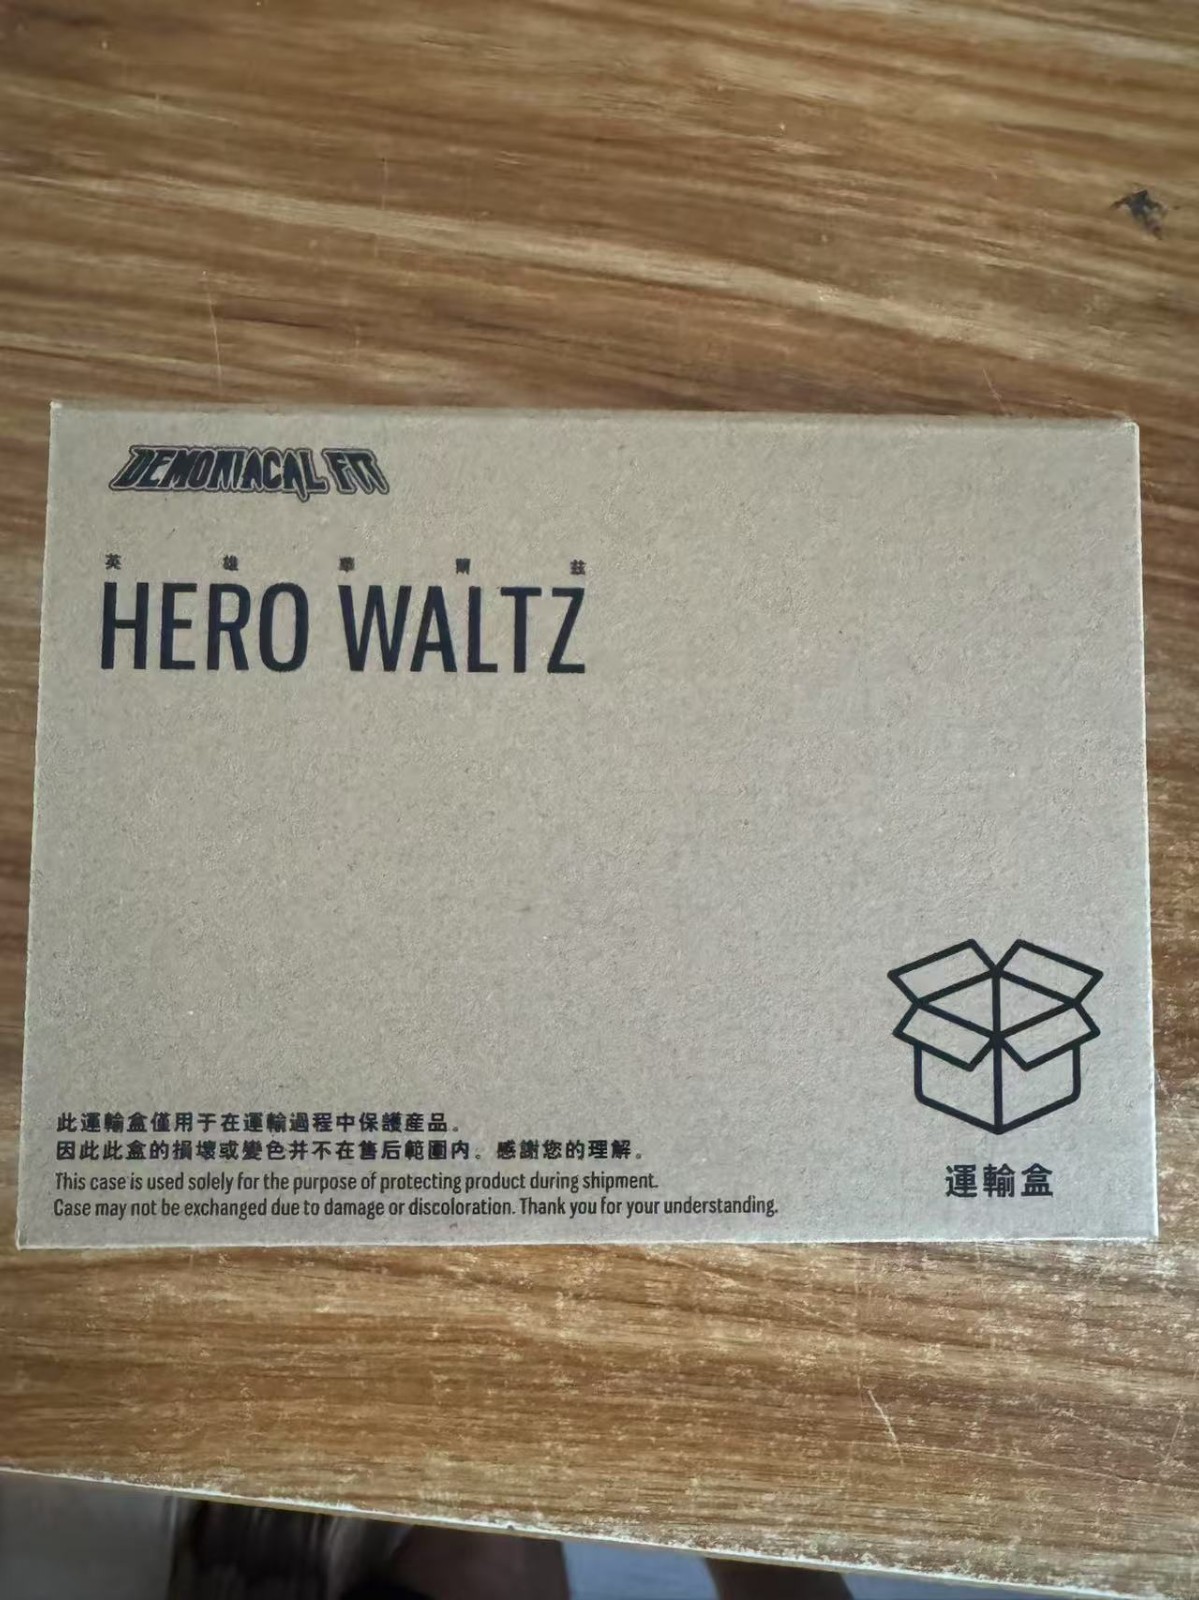 DEMONIACAL FIT
英雄華爾茲
HERO WALTZ
此運輸盒僅用于在運輸過程中保護産品。
因此此盒的損壞或變色并不在售后範圍内。感謝您的理解。
This case is used solely for the purpose of protecting product during shipment.
Case may not be exchanged due to damage or discoloration. Thank you for your understanding.
運輸盒